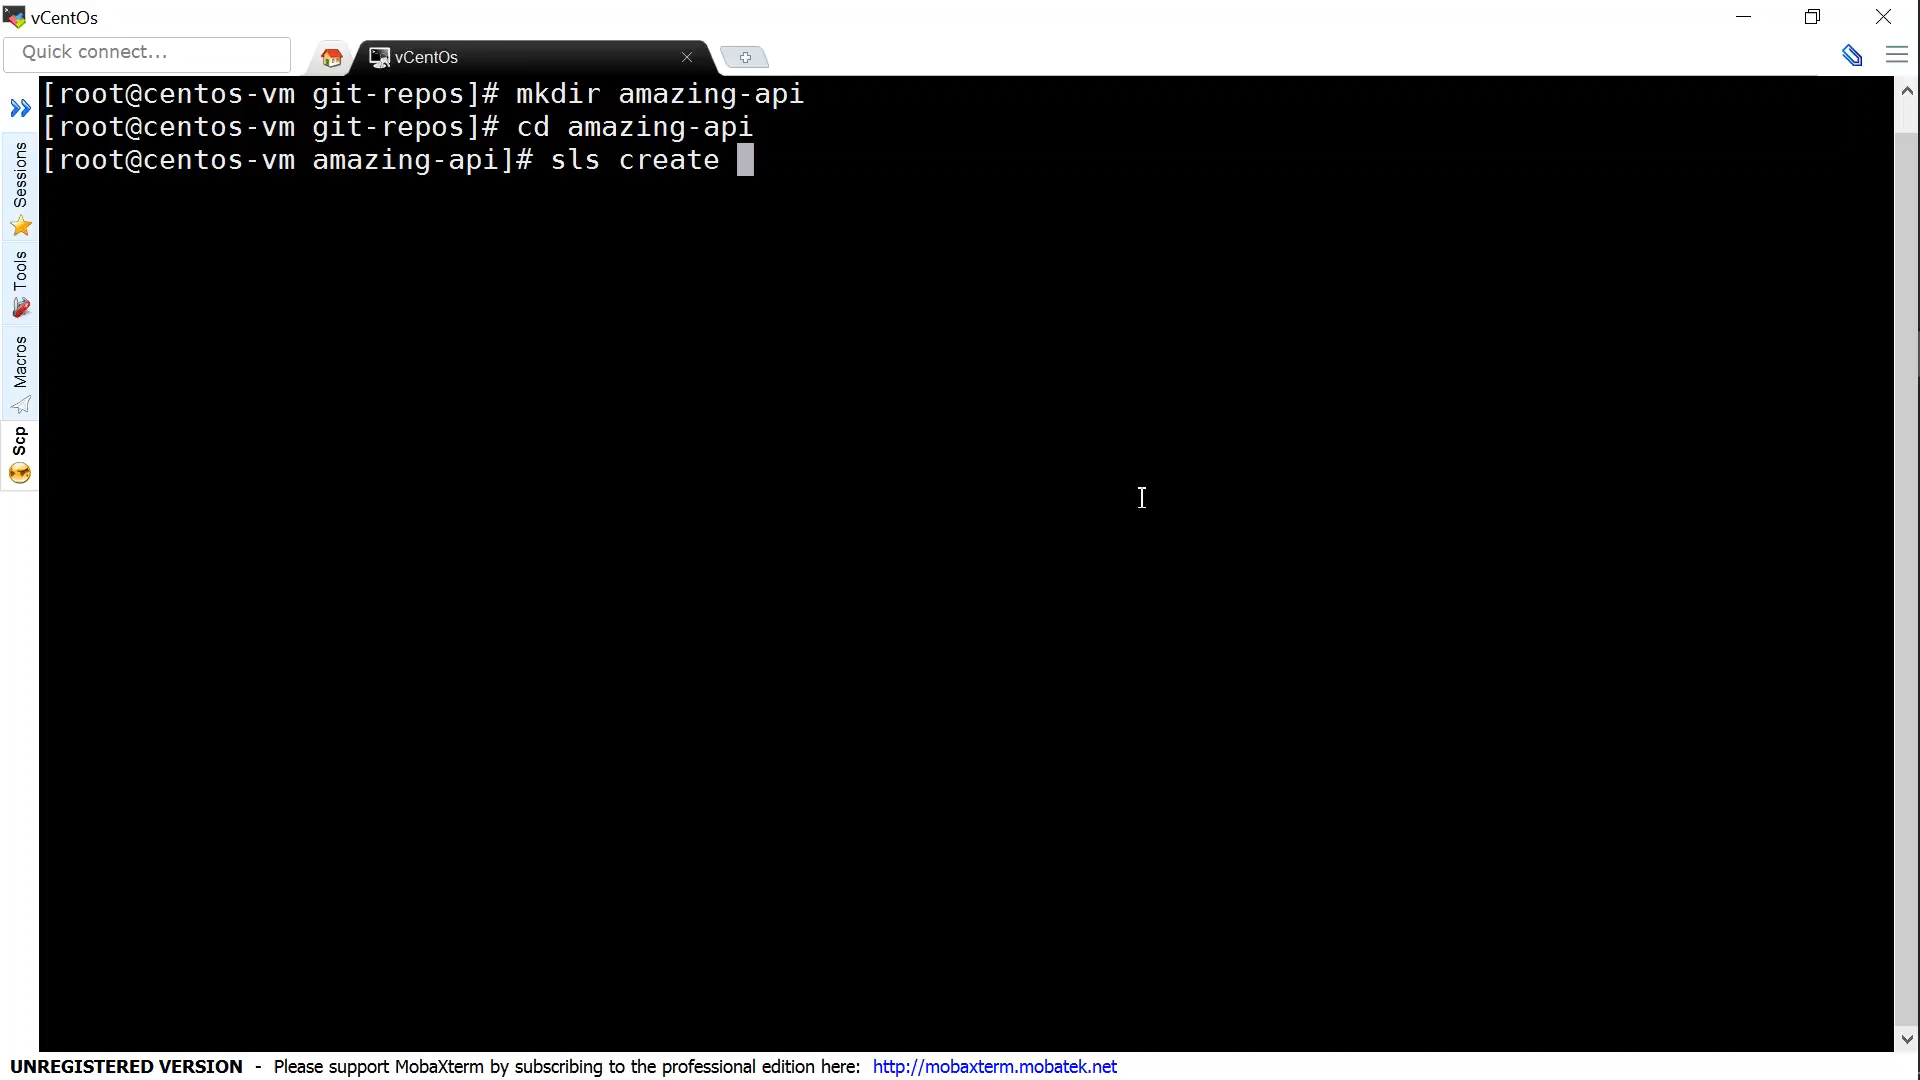 vCentOs
Quick connect...
vCentOs
[root@centos-vm git-repos]# mkdir amazing-api
[root@centos-vm git-repos]# cd amazing-api
[root@centos-vm amazing-api]# sls create
Sessions
Tools
Macros
Scp
UNREGISTERED VERSION - Please support MobaXterm by subscribing to the professional edition here: http://mobaxterm.mobatek.net